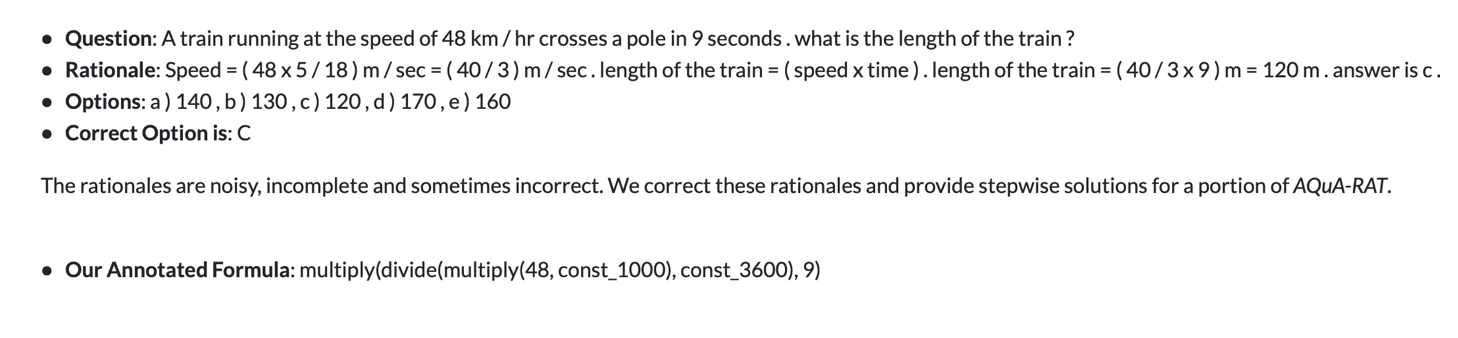 • Question: A train running at the speed of 48 km / hr crosses a pole in 9 seconds . what is the length of the train ?
• Rationale: Speed = ( 48 x 5 / 18 ) m / sec = ( 40 / 3 ) m / sec . length of the train = ( speed x time ) . length of the train = ( 40 / 3 x 9 ) m = 120 m . answer is c .
• Options: a ) 140 , b ) 130 , c ) 120 , d ) 170 , e ) 160
• Correct Option is: C
The rationales are noisy, incomplete and sometimes incorrect. We correct these rationales and provide stepwise solutions for a portion of AQuA-RAT.
• Our Annotated Formula: multiply(divide(multiply(48, const_1000), const_3600), 9)